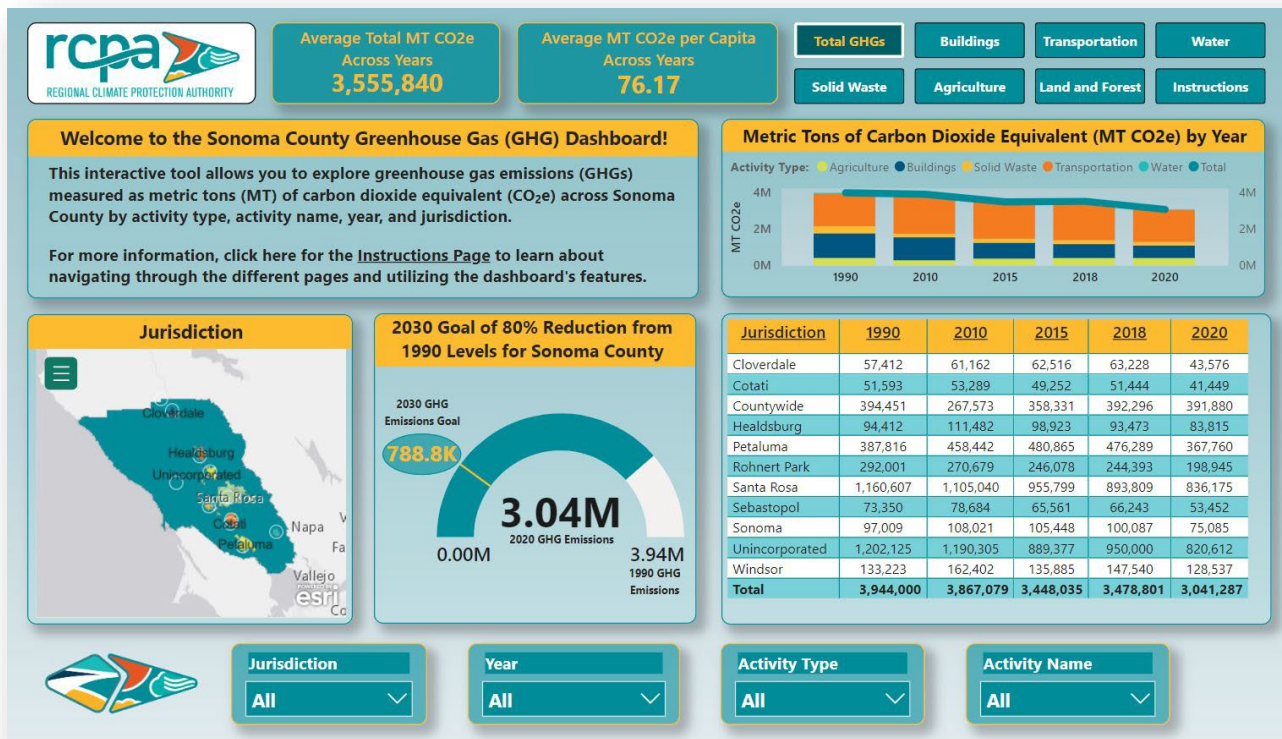 rcpa
REGIONAL CLIMATE PROTECTION AUTHORITY
Average Total MT CO2e
Across Years
3,555,840
Average MT CO2e per Capita
Across Years
76.17
Total GHGs
Buildings
Transportation
Water
Solid Waste
Agriculture
Land and Forest
Instructions
Welcome to the Sonoma County Greenhouse Gas (GHG) Dashboard!
This interactive tool allows you to explore greenhouse gas emissions (GHGs)
measured as metric tons (MT) of carbon dioxide equivalent (CO₂e) across Sonoma
County by activity type, activity name, year, and jurisdiction.
For more information, click here for the Instructions Page to learn about
navigating through the different pages and utilizing the dashboard's features.
Metric Tons of Carbon Dioxide Equivalent (MT CO2e) by Year
Activity Type: Agriculture Buildings Solid Waste Transportation Water Total
MT CO2e
4M 4M
2M 2M
0M 0M
1990 2010 2015 2018 2020
Jurisdiction
Cloverdale
Healdsburg
Unincorporated
Santa Rosa
Cotati
Petaluma
Napa
V
Fa
Vallejo
esri
Co
2030 Goal of 80% Reduction from
1990 Levels for Sonoma County
2030 GHG
Emissions Goal
788.8K
3.04M
2020 GHG Emissions
0.00M
3.94M
1990 GHG
Emissions
Jurisdiction 1990 2010 2015 2018 2020
Cloverdale 57,412 61,162 62,516 63,228 43,576
Cotati 51,593 53,289 49,252 51,444 41,449
Countywide 394,451 267,573 358,331 392,296 391,880
Healdsburg 94,412 111,482 98,923 93,473 83,815
Petaluma 387,816 458,442 480,865 476,289 367,760
Rohnert Park 292,001 270,679 246,078 244,393 198,945
Santa Rosa 1,160,607 1,105,040 955,799 893,809 836,175
Sebastopol 73,350 78,684 65,561 66,243 53,452
Sonoma 97,009 108,021 105,448 100,087 75,085
Unincorporated 1,202,125 1,190,305 889,377 950,000 820,612
Windsor 133,223 162,402 135,885 147,540 128,537
Total 3,944,000 3,867,079 3,448,035 3,478,801 3,041,287
Jurisdiction
All
Year
All
Activity Type
All
Activity Name
All